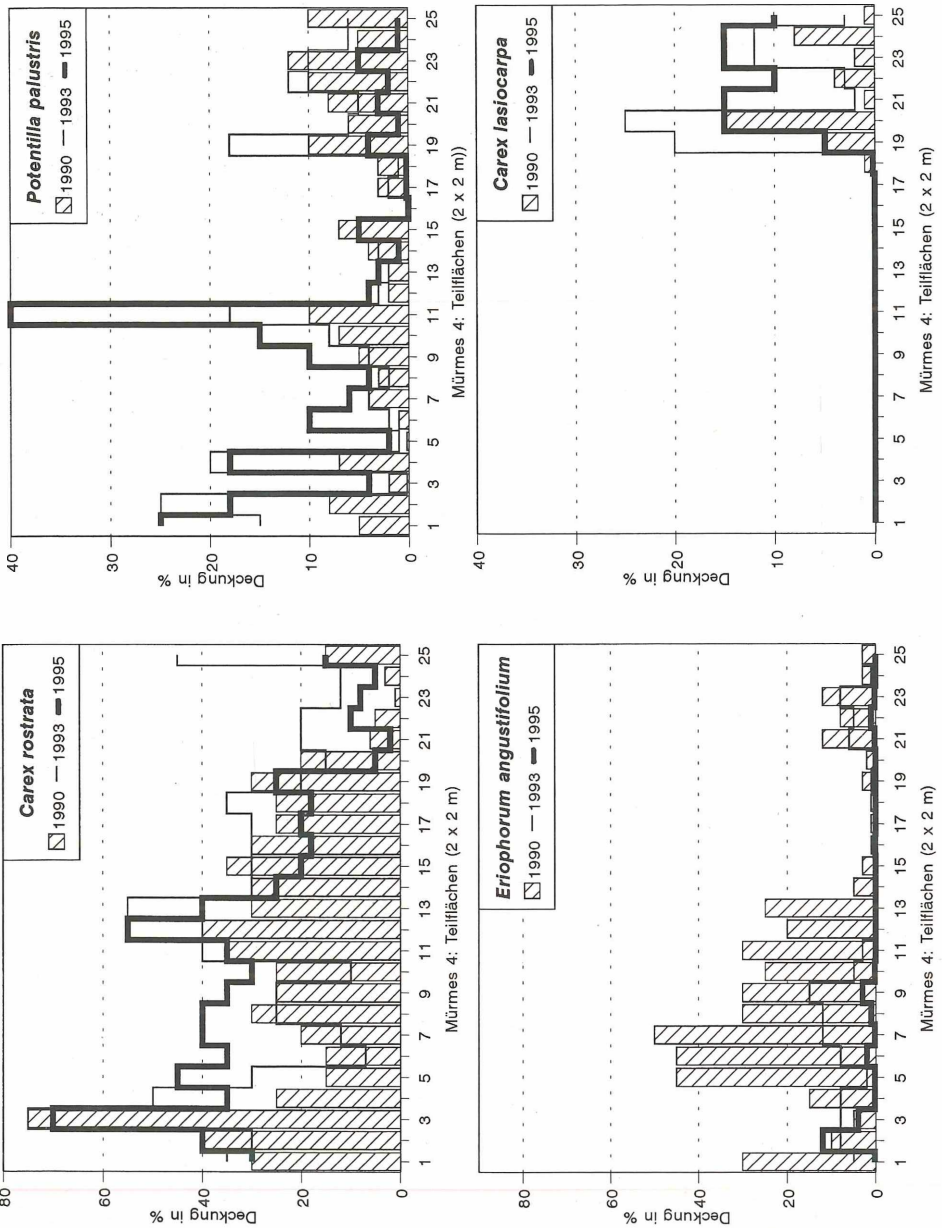 Carex rostrata
1990 1993 1995
Deckung in %
80
60
40
20
0
1 3 5 7 9 11 13 15 17 19 21 23 25
Mürmes 4: Teilflächen (2 x 2 m)
Potentilla palustris
1990 1993 1995
Deckung in %
40
30
20
10
0
1 3 5 7 9 11 13 15 17 19 21 23 25
Mürmes 4: Teilflächen (2 x 2 m))
Eriophorum angustifolium
1990 1993 1995
Deckung in %
80
60
40
20
0
1 3 5 7 9 11 13 15 17 19 21 23 25
Mürmes 4: Teilflächen (2 x 2 m)
Carex lasiocarpa
1990 1993 1995
Deckung in %
40
30
20
10
0
1 3 5 7 9 11 13 15 17 19 21 23 25
Mürmes 4: Teilflächen (2 x 2 m)